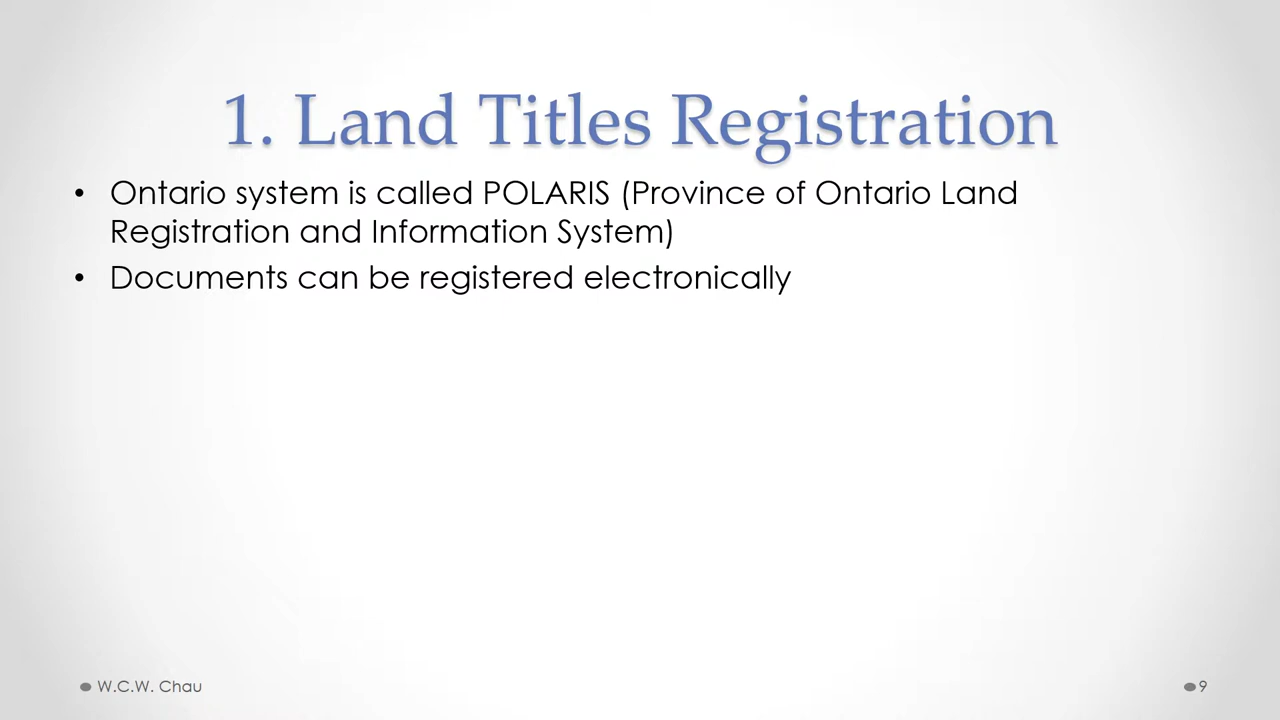 1. Land Titles Registration
• Ontario system is called POLARIS (Province of Ontario Land
Registration and Information System)
• Documents can be registered electronically
W.C.W. Chau
9